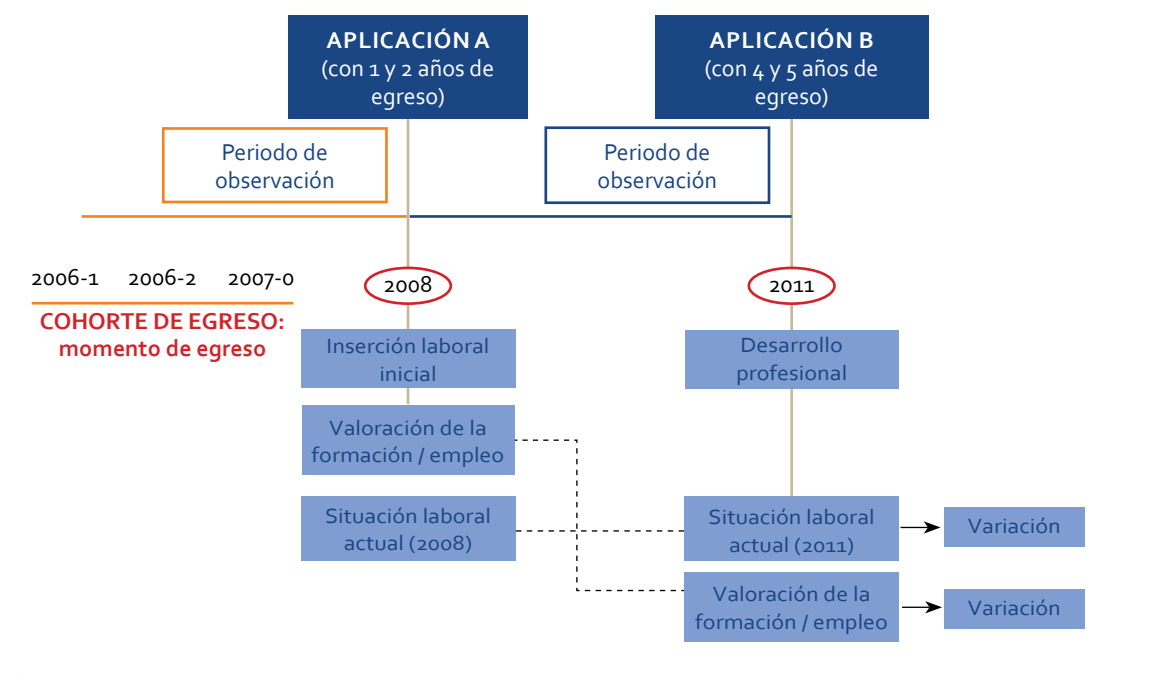 APLICACIÓN A
(con 1 y 2 años de
egreso)
APLICACIÓN B
(con 4 y 5 años de
egreso)
Periodo de
observación
Periodo de
observación
2006-1 2006-2 2007-0
2008
2011
COHORTE DE EGRESO:
momento de egreso
Inserción laboral
inicial
Desarrollo
profesional
Valoración de la
formación / empleo
Situación laboral
actual (2008)
Situación laboral
actual (2011)
Variación
Valoración de la
formación / empleo
Variación